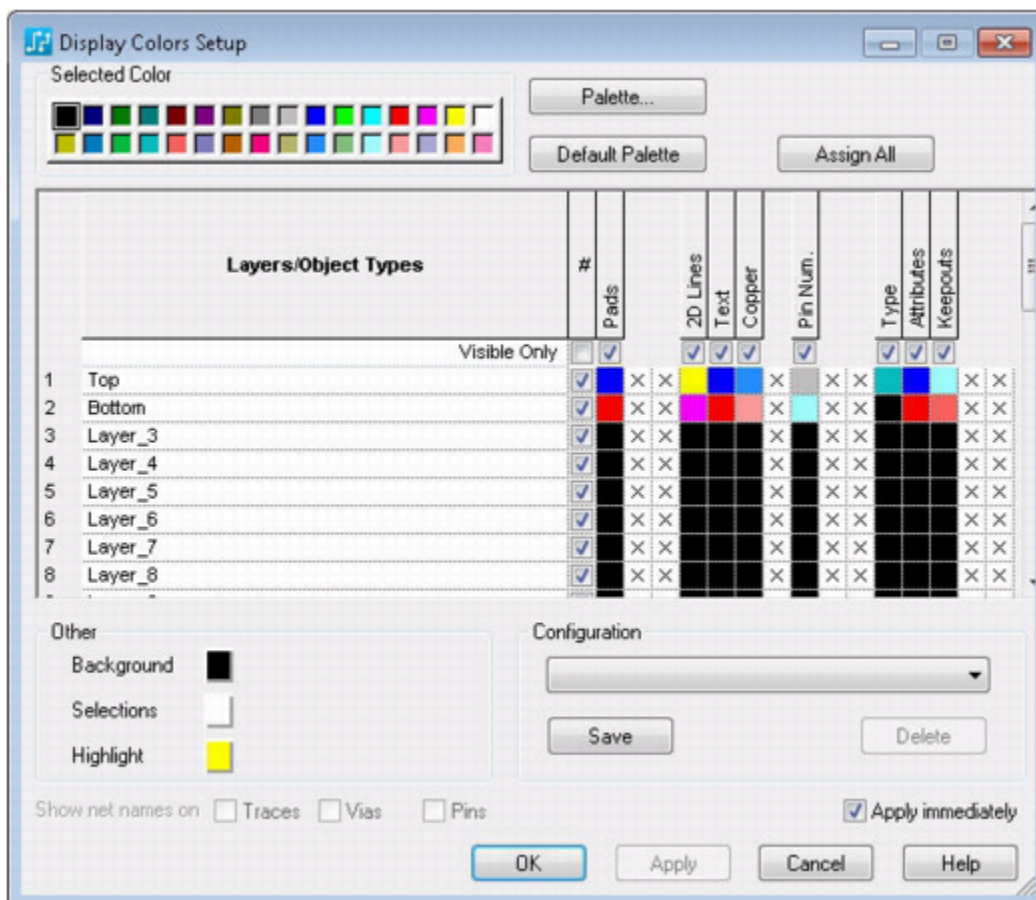 Display Colors Setup
Selected Color
Palette...
Default Palette
Assign All
Layers/Object Types
#
Pads
2D Lines
Text
Copper
Pin Num.
Type
Attributes
Keepouts
Visible Only
1 Top
2 Bottom
3 Layer_3
4 Layer_4
5 Layer_5
6 Layer_6
7 Layer_7
8 Layer_8
Other
Background
Selections
Highlight
Configuration
Save
Delete
Show net names on Traces Vias Pins
Apply immediately
OK Apply Cancel Help